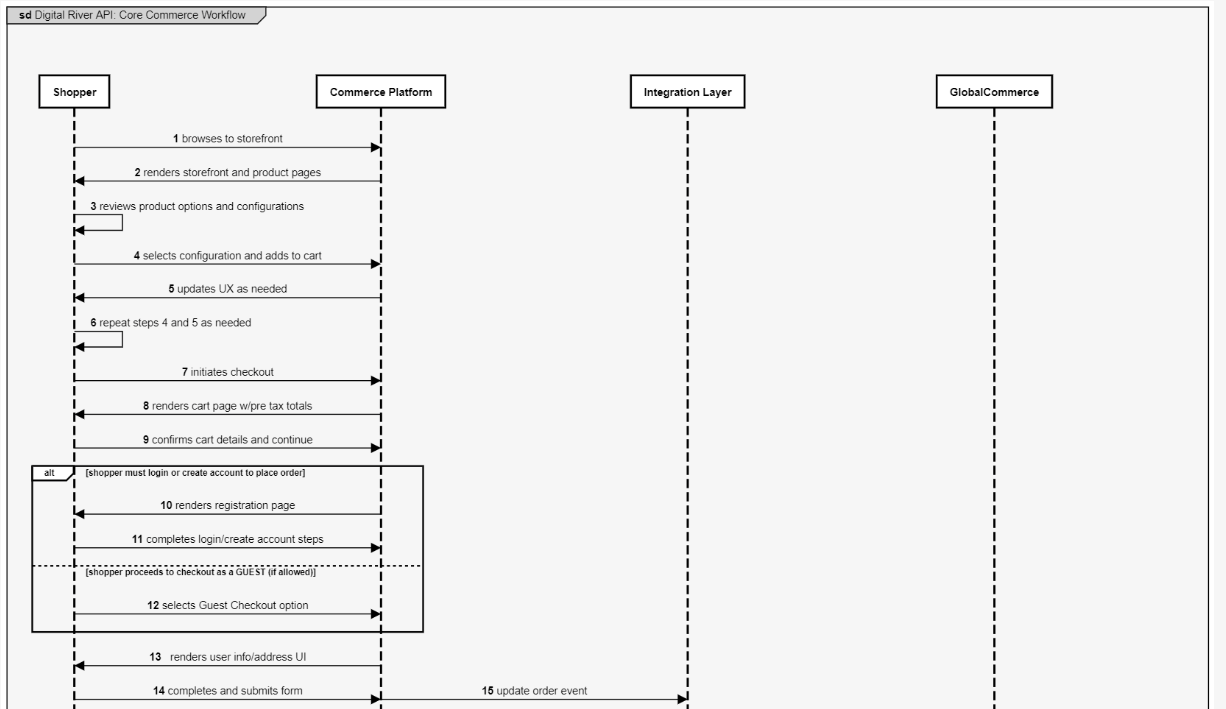 sd Digital River API: Core Commerce Workflow
Shopper
Commerce Platform
Integration Layer
GlobalCommerce
1 browses to storefront
2 renders storefront and product pages
3 reviews product options and configurations
4 selects configuration and adds to cart
5 updates UX as needed
6 repeat steps 4 and 5 as needed
7 initiates checkout
8 renders cart page w/pre tax totals
9 confirms cart details and continue
alt
[shopper must login or create account to place order]
10 renders registration page
11 completes login/create account steps
[shopper proceeds to checkout as a GUEST (if allowed)]
12 selects Guest Checkout option
13 renders user info/address UI
14 completes and submits form
15 update order event